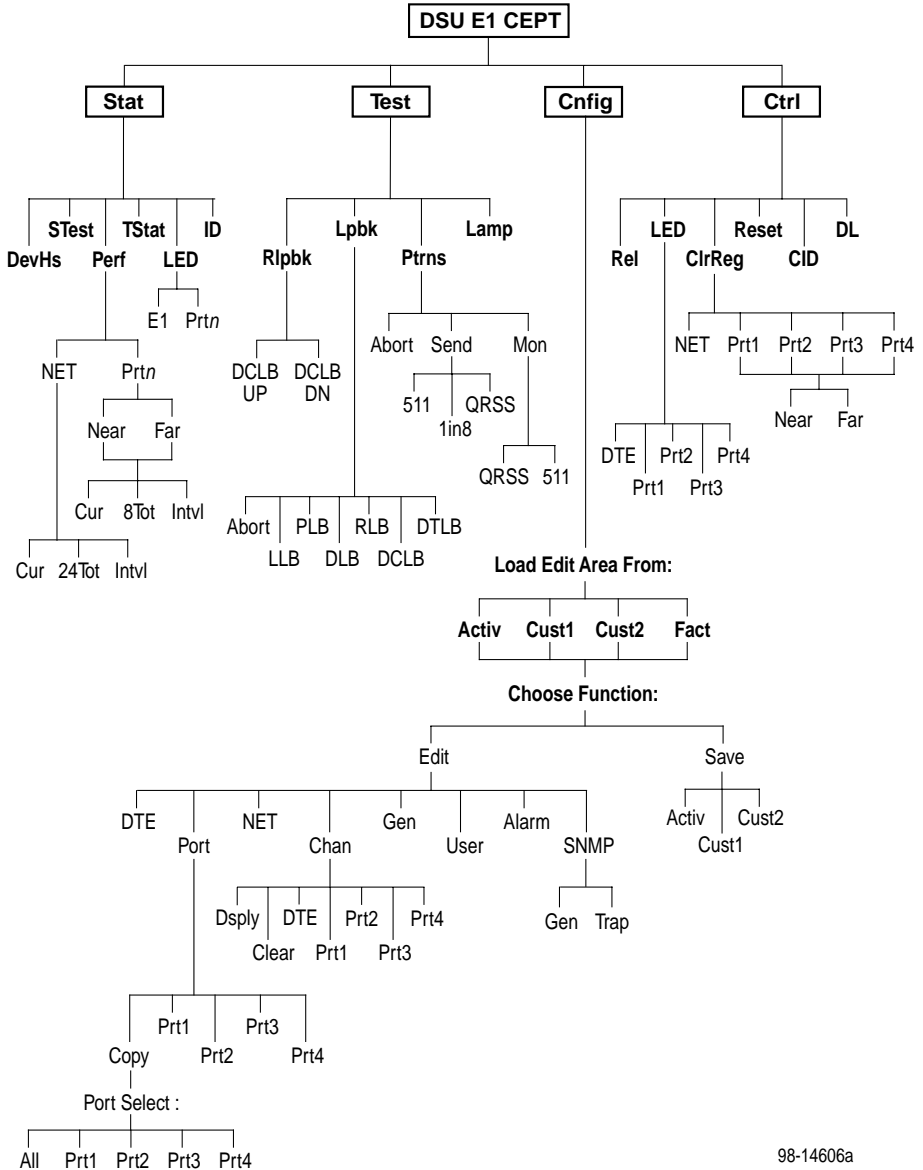 DSU E1 CEPT
Stat Test Cnfig Ctrl
STest TStat ID
DevHs Perf LED
Lpbk Lamp
Rlpbk Ptrns
LED Reset DL
Rel ClrReg CID
E1 Prtn
NET Prtn
Near Far
Cur 8Tot Intvl
Cur 24Tot Intvl
DCLB UP
DCLB DN
Abort Send Mon
511 QRSS
1in8
QRSS 511
Abort PLB RLB DTLB
LLB DLB DCLB
NET Prt1 Prt2 Prt3 Prt4
Near Far
DTE Prt2 Prt4
Prt1 Prt3
Load Edit Area From:
Activ Cust1 Cust2 Fact
Choose Function:
Edit Save
DTE NET Gen Alarm
Port Chan User SNMP
Activ Cust2
Cust1
Dsply DTE Prt2 Prt4
Clear Prt1 Prt3
Gen Trap
Prt1 Prt3
Copy Prt2 Prt4
Port Select :
All Prt1 Prt2 Prt3 Prt4
98-14606a